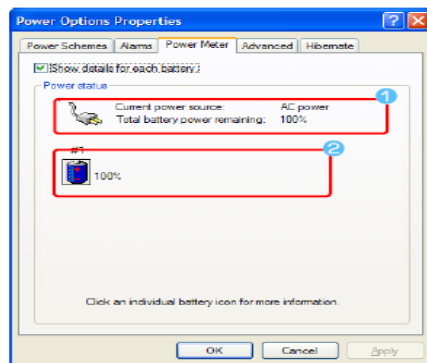 Power Options Properties
Power Schemes Alarms Power Meter Advanced Hibernate
Show details for each battery.
Power status
1
Current power source: AC power
Total battery power remaining: 100%
2
#1
100%
Click an individual battery icon for more information.
OK Cancel Apply